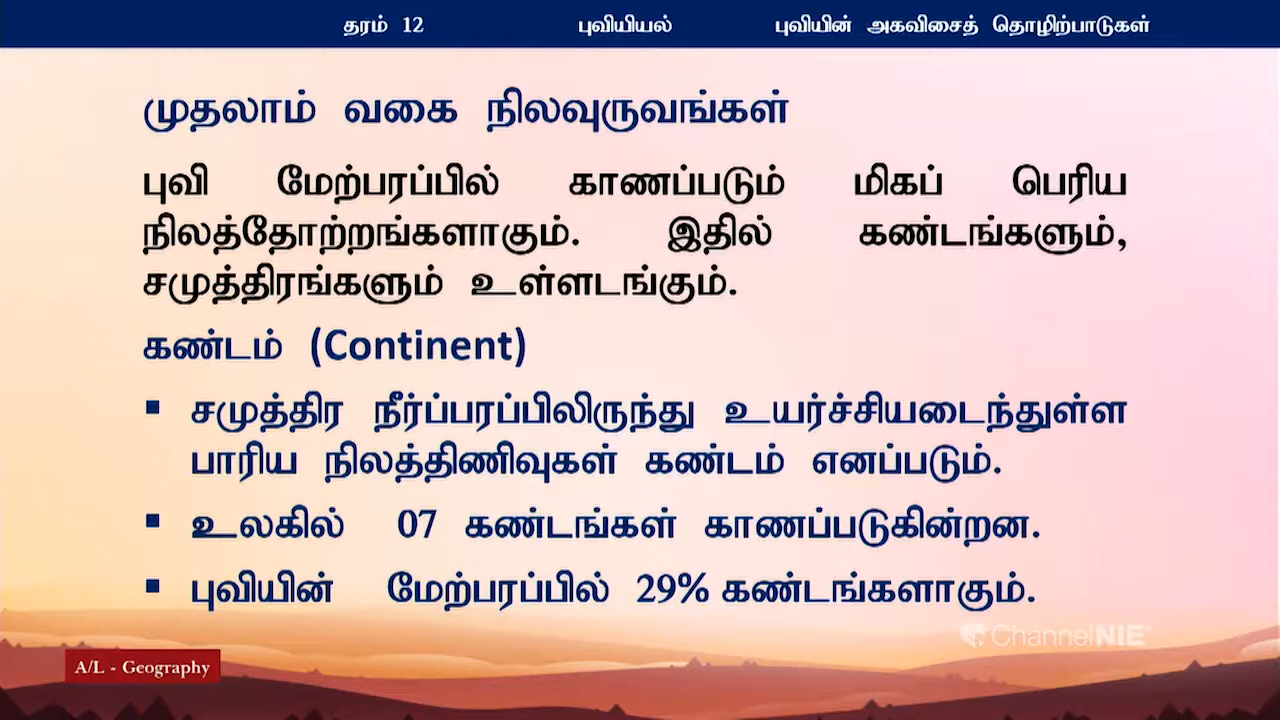 தரம் 12 புவியியல் புவியின் அகவிசைத் தொழிற்பாடுகள்
முதலாம் வகை நிலவுருவங்கள்
புவி மேற்பரப்பில் காணப்படும் மிகப் பெரிய
நிலத்தோற்றங்களாகும். இதில் கண்டங்களும்,
சமுத்திரங்களும் உள்ளடங்கும்.
கண்டம் (Continent)
▪ சமுத்திர நீர்ப்பரப்பிலிருந்து உயர்ச்சியடைந்துள்ள
பாரிய நிலத்திணிவுகள் கண்டம் எனப்படும்.
▪ உலகில் 07 கண்டங்கள் காணப்படுகின்றன.
▪ புவியின் மேற்பரப்பில் 29% கண்டங்களாகும்.
ChannelNIE
A/L - Geography